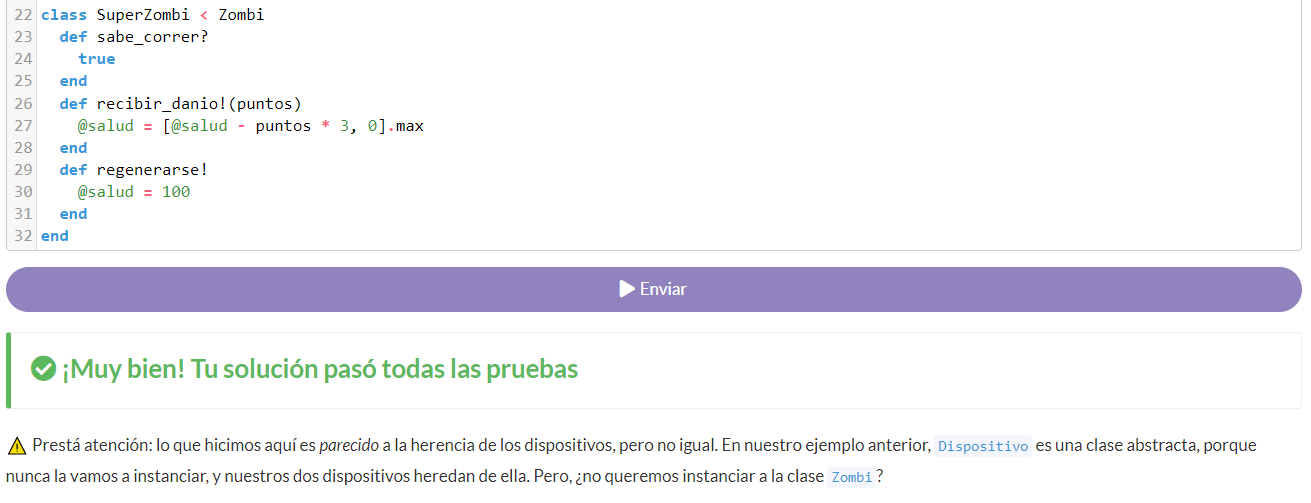 22 class SuperZombi < Zombi
23   def sabe_correr?
24     true
25   end
26   def recibir_danio!(puntos)
27     @salud = [@salud - puntos * 3, 0].max
28   end
29   def regenerarse!
30     @salud = 100
31   end
32 end
Enviar
¡Muy bien! Tu solución pasó todas las pruebas
Prestá atención: lo que hicimos aquí es parecido a la herencia de los dispositivos, pero no igual. En nuestro ejemplo anterior, Dispositivo es una clase abstracta, porque
nunca la vamos a instanciar, y nuestros dos dispositivos heredan de ella. Pero, ¿no queremos instanciar a la clase Zombi?